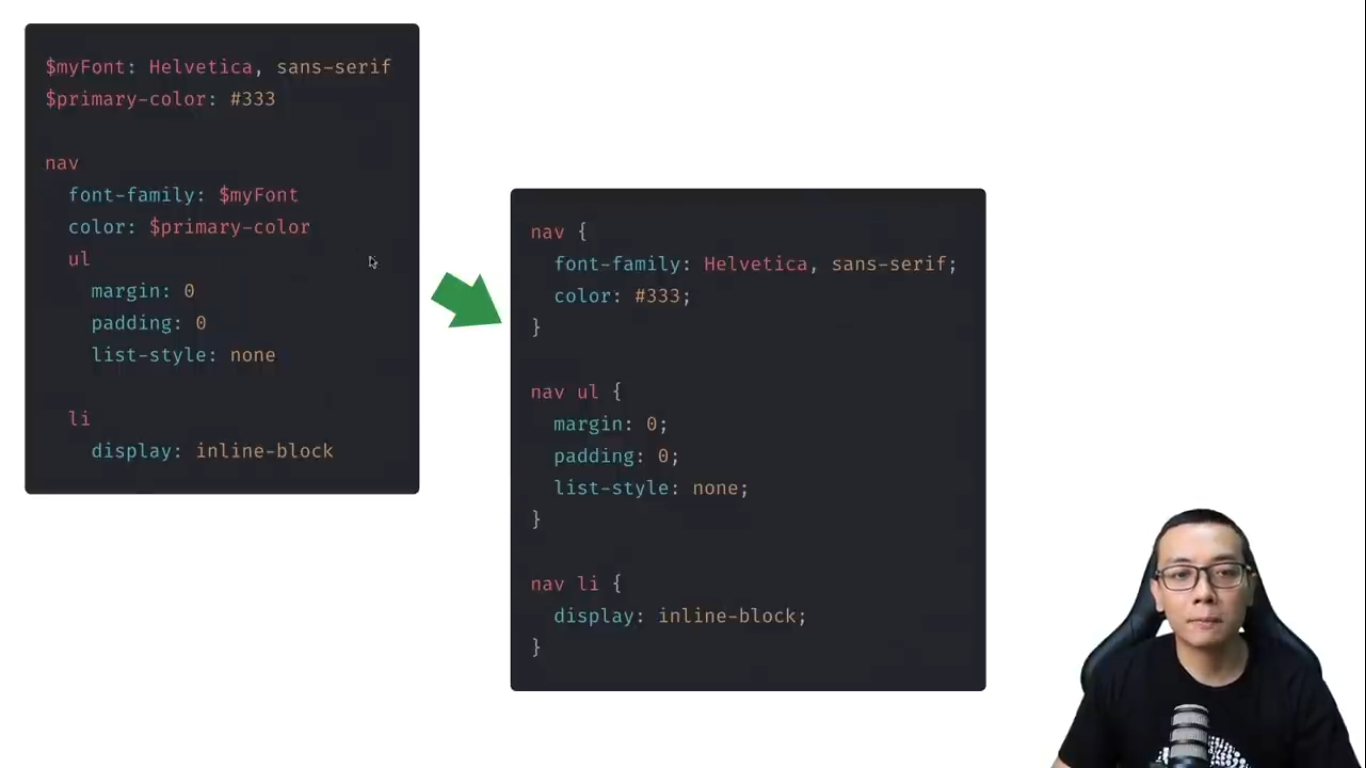 $myFont: Helvetica, sans-serif
$primary-color: #333
nav
font-family: $myFont
color: $primary-color
ul
margin: 0
padding: 0
list-style: none
li
display: inline-block
nav {
font-family: Helvetica, sans-serif;
color: #333;
}
nav ul {
margin: 0;
padding: 0;
list-style: none;
}
nav li {
display: inline-block;
}